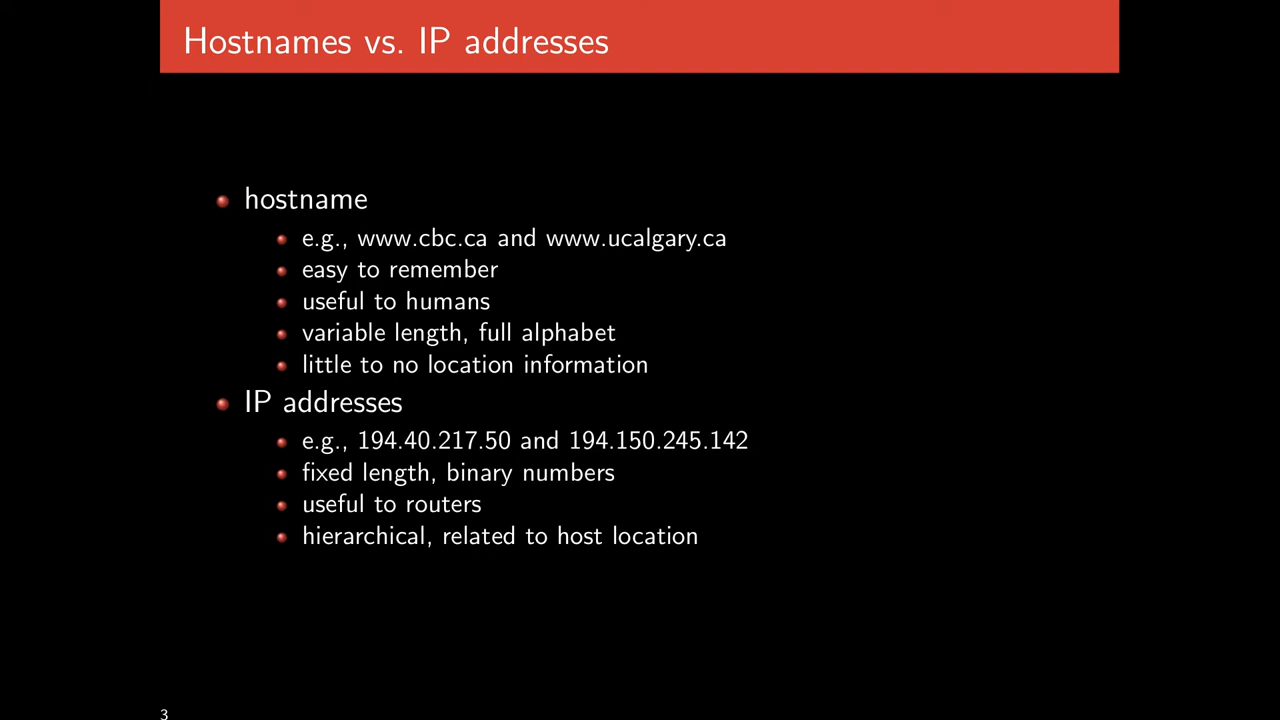 Hostnames vs. IP addresses
hostname
e.g., www.cbc.ca and www.ucalgary.ca
easy to remember
useful to humans
variable length, full alphabet
little to no location information
IP addresses
e.g., 194.40.217.50 and 194.150.245.142
fixed length, binary numbers
useful to routers
hierarchical, related to host location
3